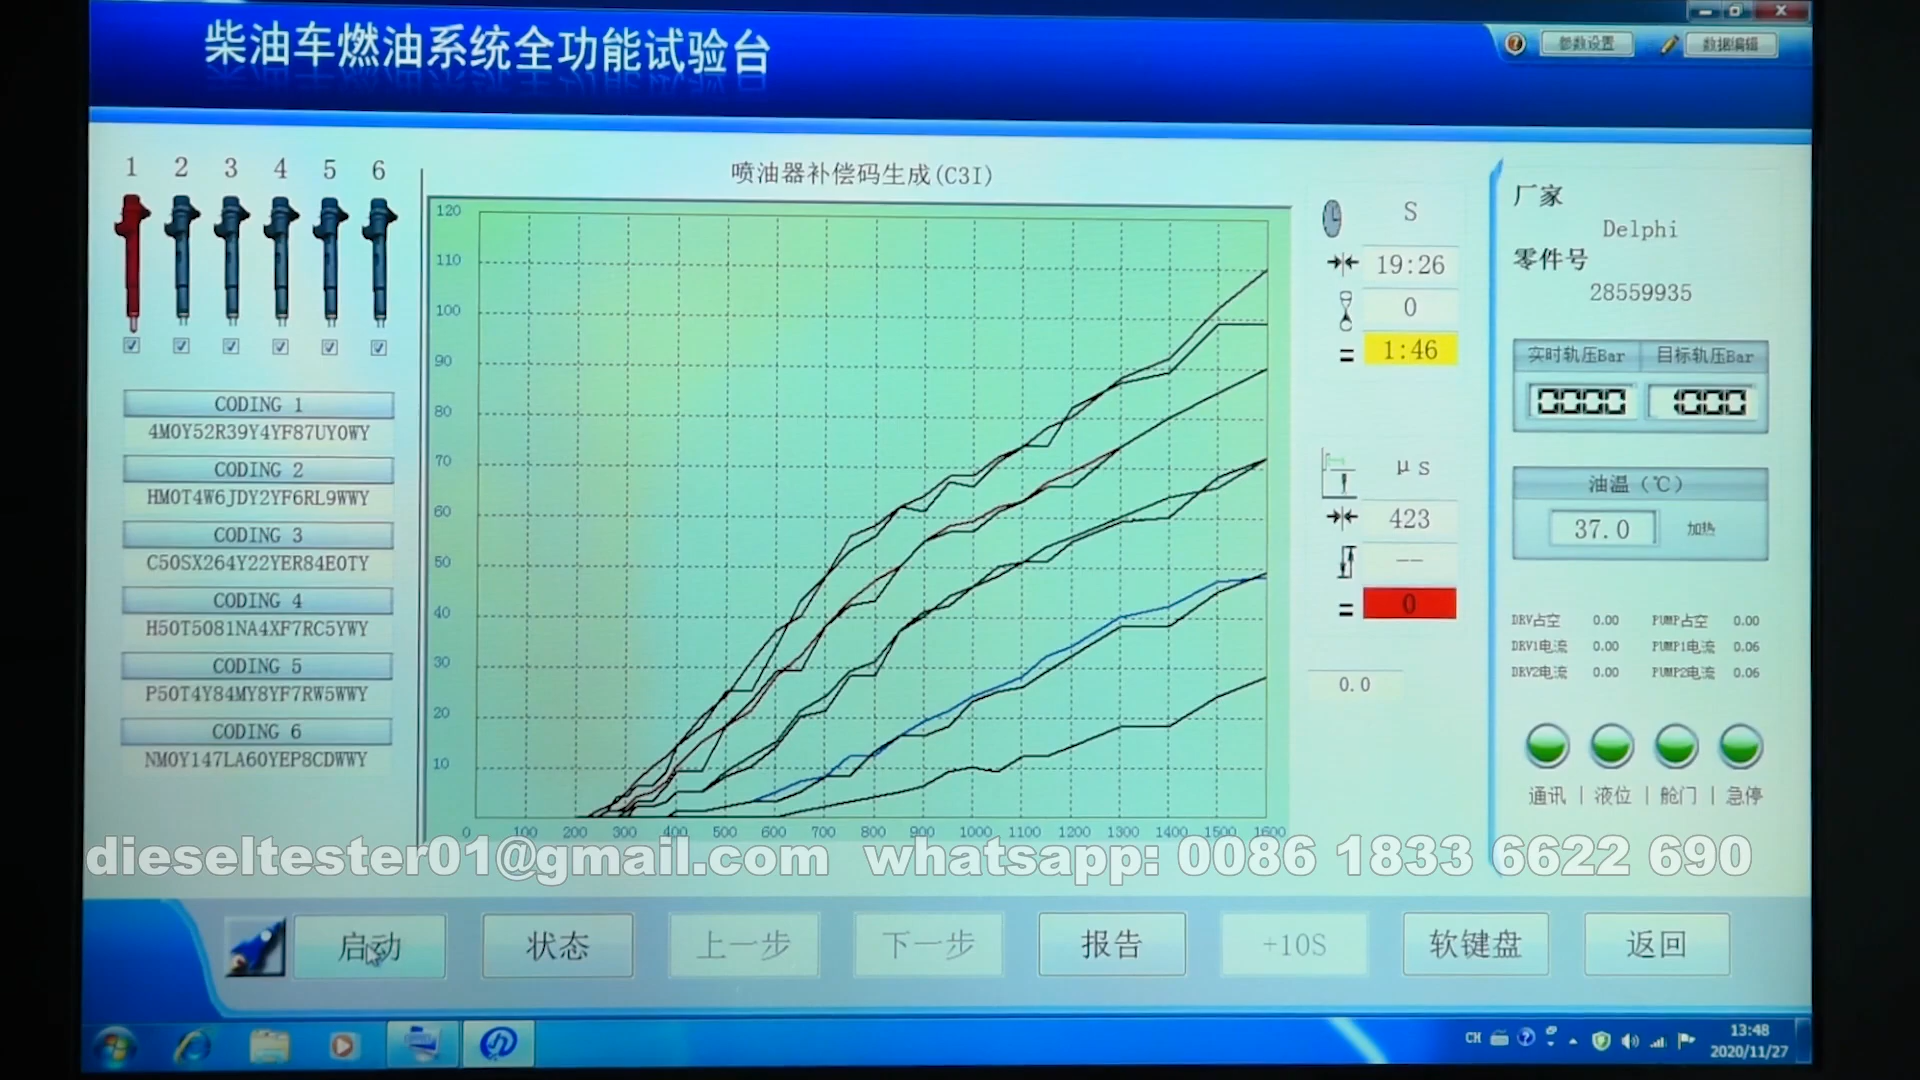 柴油车燃油系统全功能试验台
参数设置
数据编辑
1 2 3 4 5 6
CODING 1
4M0Y52R39Y4YF87UY0WY
CODING 2
HM0T4W6JDY2YF6RL9WWY
CODING 3
C50SX264Y22YER84E0TY
CODING 4
H50T5081NA4XF7RC5YWY
CODING 5
P50T4Y84MY8YF7RW5WWY
CODING 6
NM0Y147LA60YEP8CDWWY
喷油器补偿码生成(C3I)
120
110
100
90
80
70
60
50
40
30
20
10
0 100 200 300 400 500 600 700 800 900 1000 1100 1200 1300 1400 1500 1600
S
19:26
0
= 1:46
μs
423
--
= 0
0.0
厂家
Delphi
零件号
28559935
实时轨压Bar 目标轨压Bar
0000 1000
油温（℃）
37.0 加热
DRV占空 0.00 PUMP占空 0.00
DRV1电流 0.00 PUMP1电流 0.06
DRV2电流 0.00 PUMP2电流 0.06
通讯 | 液位 | 舱门 | 急停
dieseltester01@gmail.com whatsapp: 0086 1833 6622 690
启动 状态 上一步 下一步 报告 +10S 软键盘 返回
CH
13:48
2020/11/27